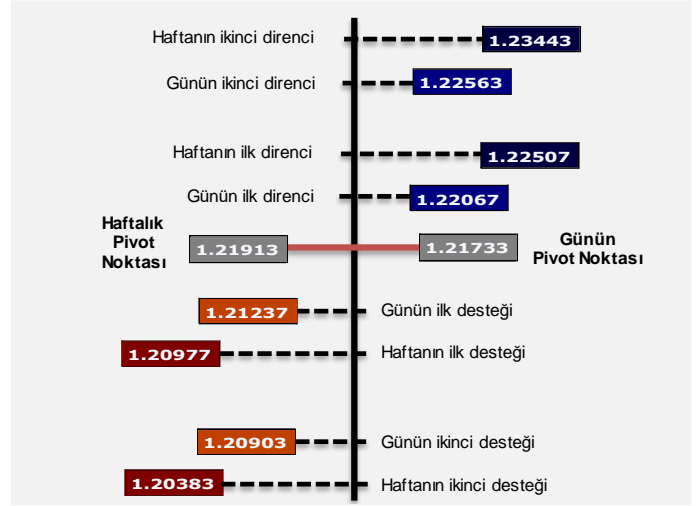 Haftanın ikinci direnci
1.23443
Günün ikinci direnci
1.22563
Haftanın ilk direnci
1.22507
Günün ilk direnci
1.22067
Haftalık
Pivot
Noktası
1.21913
1.21733
Günün
Pivot Noktası
1.21237
Günün ilk desteği
1.20977
Haftanın ilk desteği
1.20903
Günün ikinci desteği
1.20383
Haftanın ikinci desteği